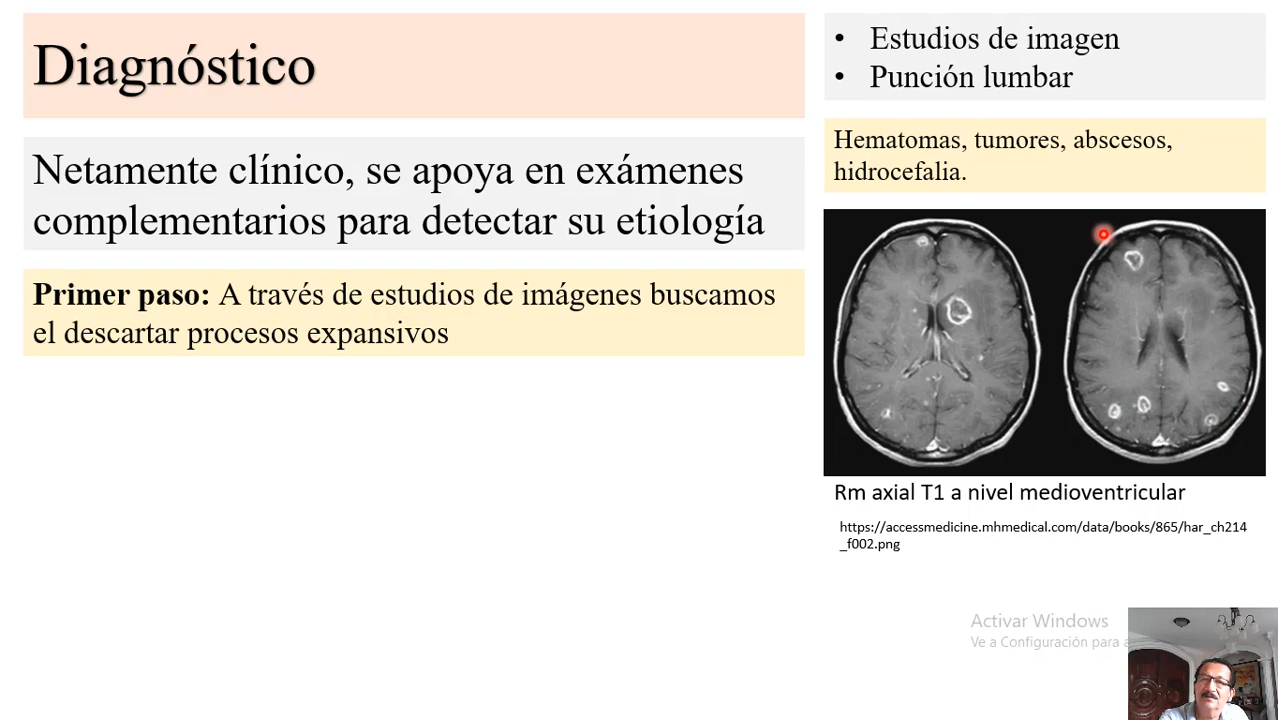 Diagnóstico
Netamente clínico, se apoya en exámenes
complementarios para detectar su etiología
Primer paso: A través de estudios de imágenes buscamos
el descartar procesos expansivos
• Estudios de imagen
• Punción lumbar
Hematomas, tumores, abscesos,
hidrocefalia.
Rm axial T1 a nivel medioventricular
https://accessmedicine.mhmedical.com/data/books/865/har_ch214
_f002.png
Activar Windows
Ve a Configuración para